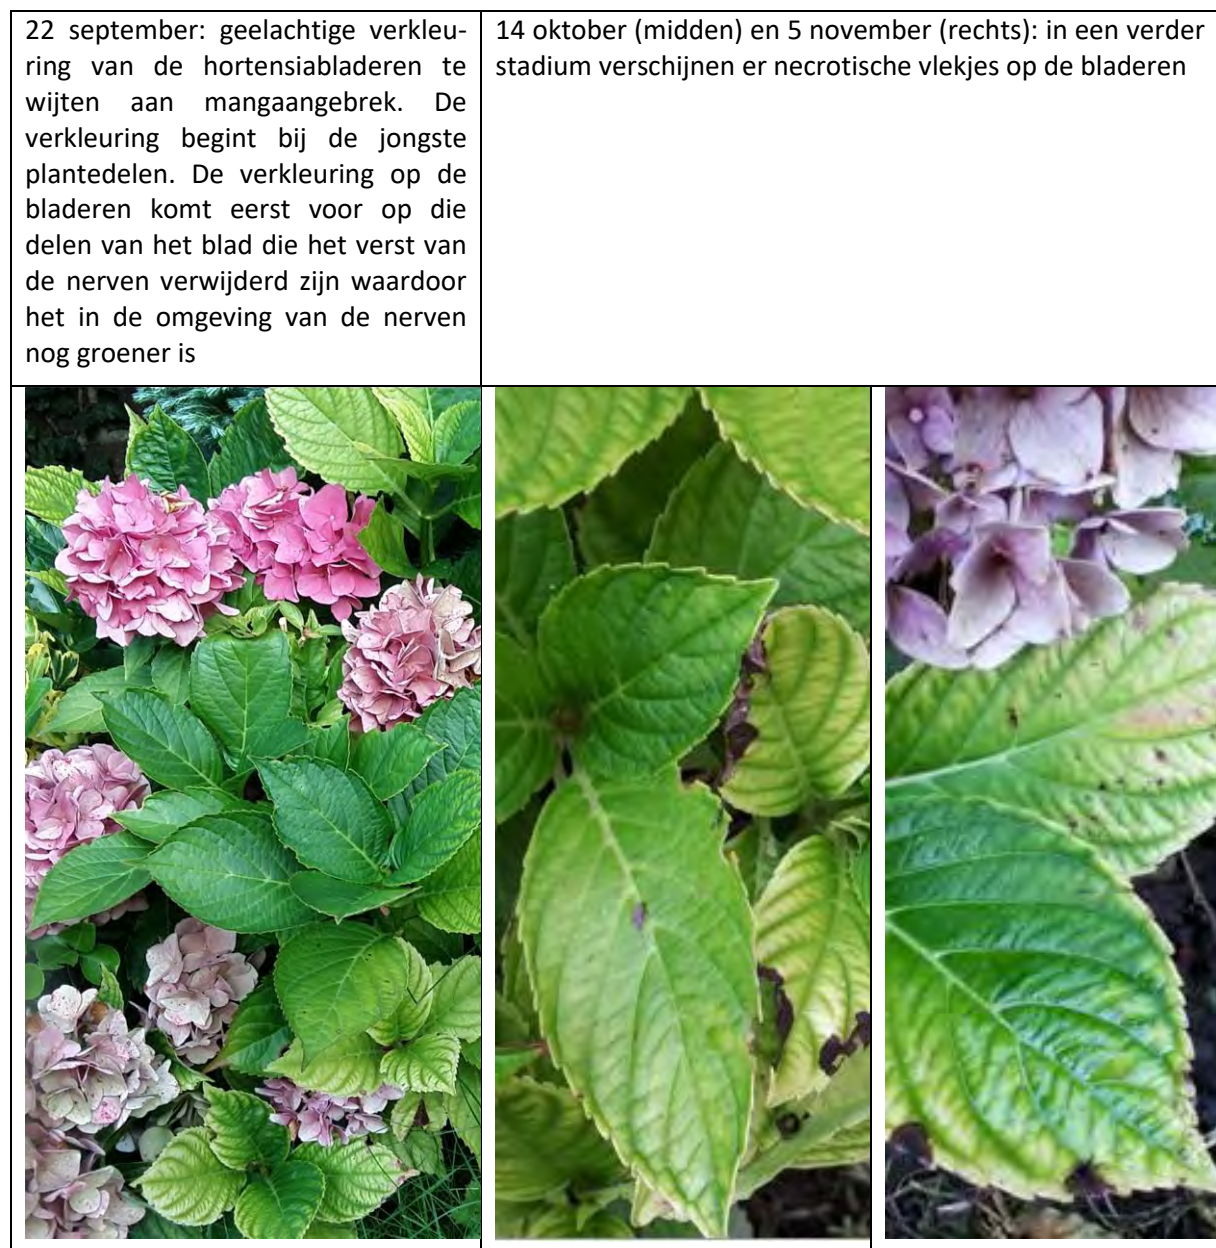 22 september: geelachtige verkleu-
ring van de hortensiabladeren te
wijten aan mangaangebrek. De
verkleuring begint bij de jongste
plantedelen. De verkleuring op de
bladeren komt eerst voor op die
delen van het blad die het verst van
de nerven verwijderd zijn waardoor
het in de omgeving van de nerven
nog groener is
14 oktober (midden) en 5 november (rechts): in een verder
stadium verschijnen er necrotische vlekjes op de bladeren